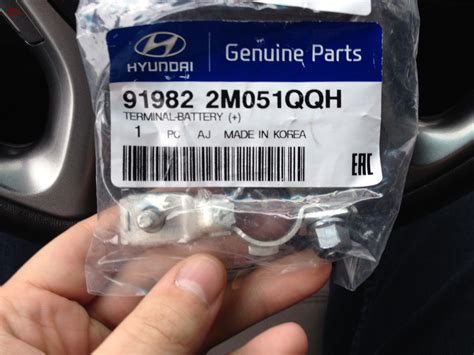 HYUNDAI
Genuine Parts
91982 2M051QQH
TERMINAL-BATTERY (+)
1 PC AJ MADE IN KOREA
EAC